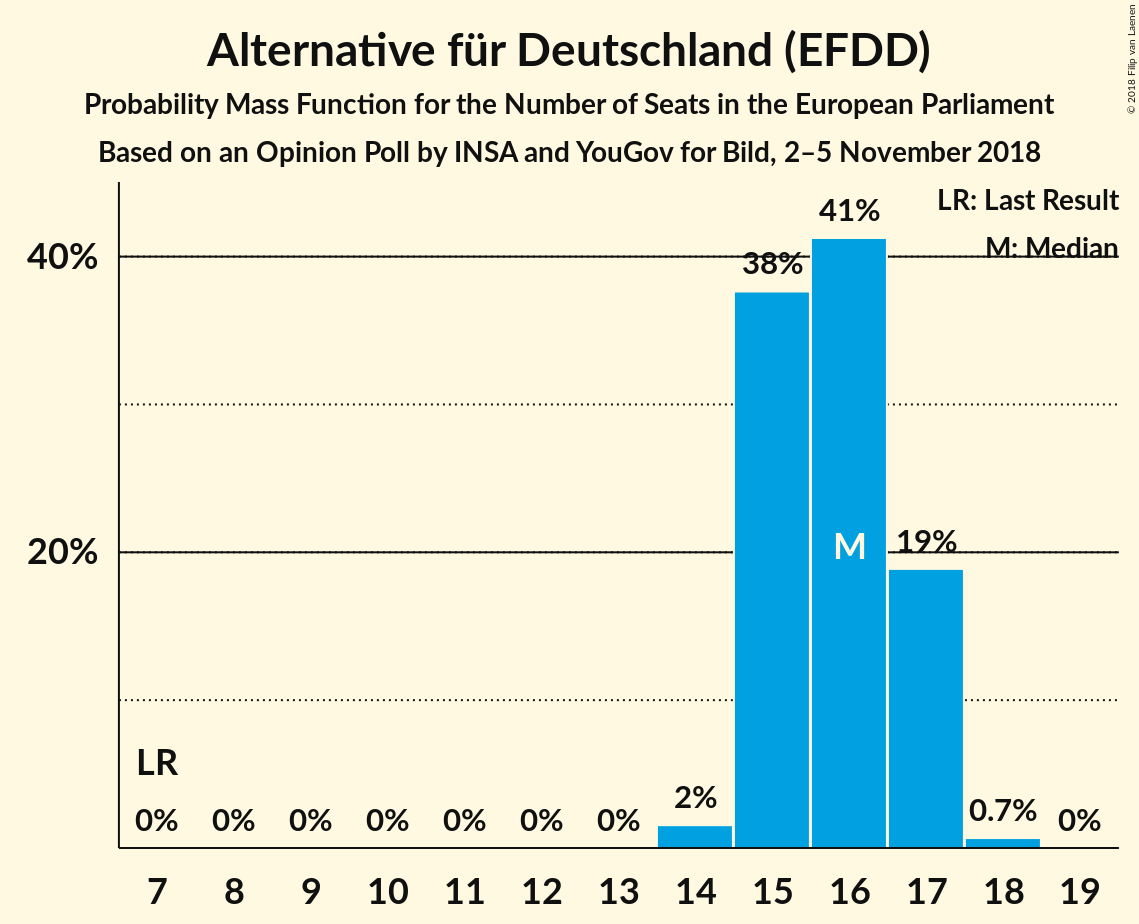 Alternative für Deutschland (EFDD)
Probability Mass Function for the Number of Seats in the European Parliament
Based on an Opinion Poll by INSA and YouGov for Bild, 2–5 November 2018
© 2018 Filip van Laenen
LR: Last Result
M: Median
40%
20%
41%
38%
19%
M
LR
0% 0% 0% 0% 0% 0% 0% 2% 0.7% 0%
7 8 9 10 11 12 13 14 15 16 17 18 19